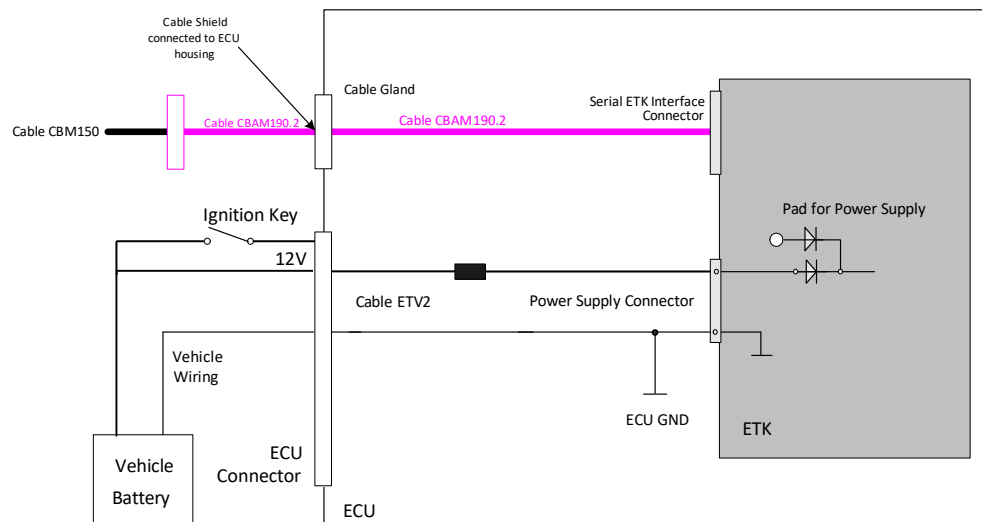 Cable Shield
connected to ECU
housing
Cable Gland
Serial ETK Interface
Connector
Cable CBM150
Cable CBAM190.2
Cable CBAM190.2
Pad for Power Supply
Ignition Key
12V
Cable ETV2
Power Supply Connector
Vehicle
Wiring
ECU GND
ETK
ECU
Connector
Vehicle
Battery
ECU